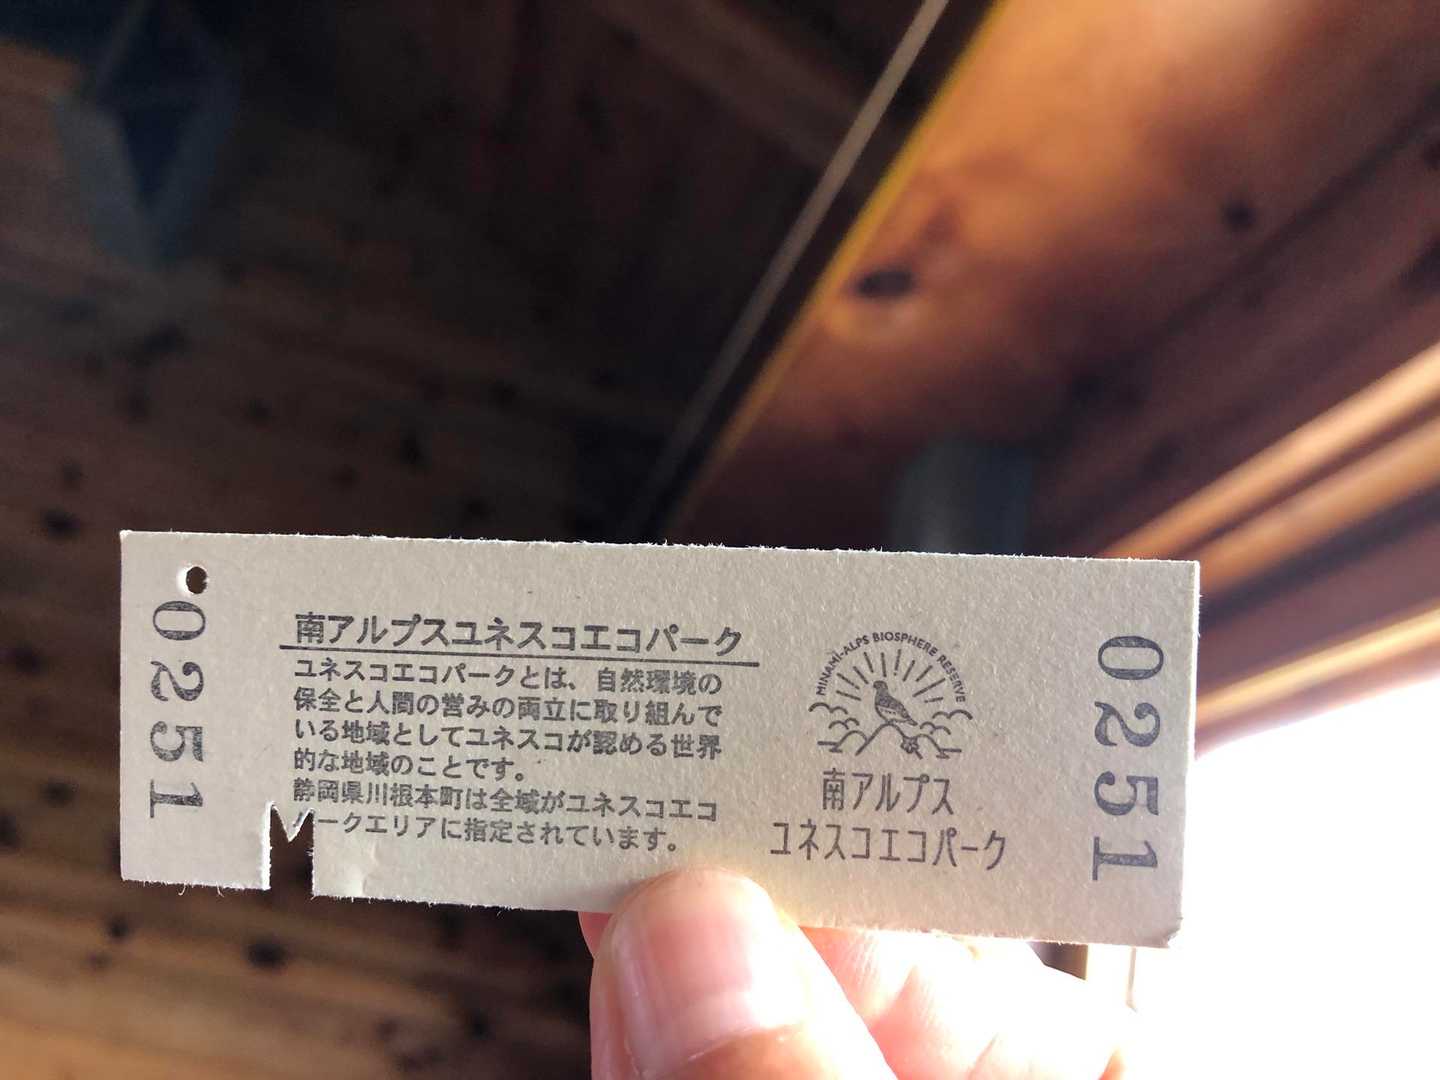 0251
南アルプスユネスコエコパーク
ユネスコエコパークとは、自然環境の
保全と人間の営みの両立に取り組んで
いる地域としてユネスコが認める世界
的な地域のことです。
静岡県川根本町は全域がユネスコエコ
ークエリアに指定されています。
MINAMI-ALPS BIOSPHERE RESERVE
南アルプス
ユネスコエコパーク
0251